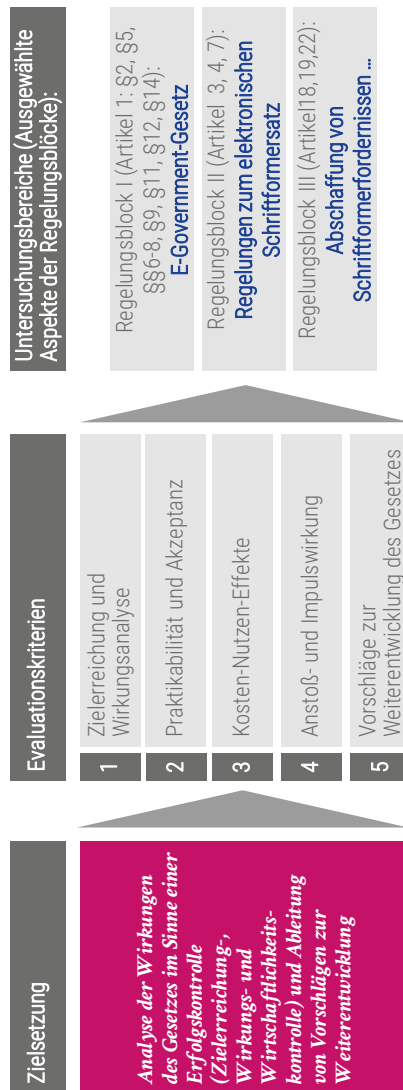 Zielsetzung
Analyse der Wirkungen
des Gesetzes im Sinne einer
Erfolgskontrolle
(Zielerreichung-,
Wirkungs- und
Wirtschaftlichkeits-
kontrolle) und Ableitung
von Vorschlägen zur
Weiterentwicklung
Evaluationskriterien
1
Zielerreichung und
Wirkungsanalyse
2
Praktikabilität und Akzeptanz
3
Kosten-Nutzen-Effekte
4
Anstoß- und Impulswirkung
5
Vorschläge zur
Weiterentwicklung des Gesetzes
Untersuchungsbereiche (Ausgewählte
Aspekte der Regelungsblöcke):
Regelungsblock I (Artikel 1: §2, §5,
§§6-8, §9, §11, §12, §14):
E-Government-Gesetz
Regelungsblock II (Artikel 3, 4, 7):
Regelungen zum elektronischen
Schriftformersatz
Regelungsblock III (Artikel18,19,22):
Abschaffung von
Schriftformerfordernissen ...